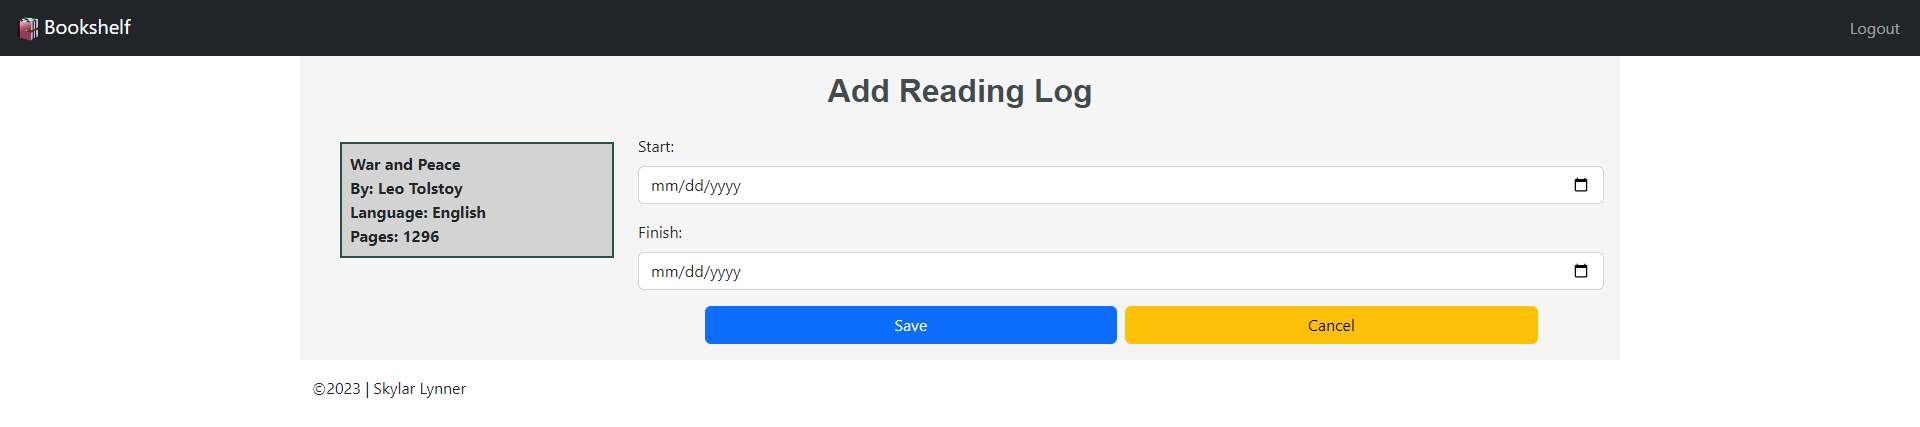 Bookshelf
Logout
Add Reading Log
War and Peace
By: Leo Tolstoy
Language: English
Pages: 1296
Start:
mm/dd/yyyy
Finish:
mm/dd/yyyy
Save
Cancel
©2023 | Skylar Lynner